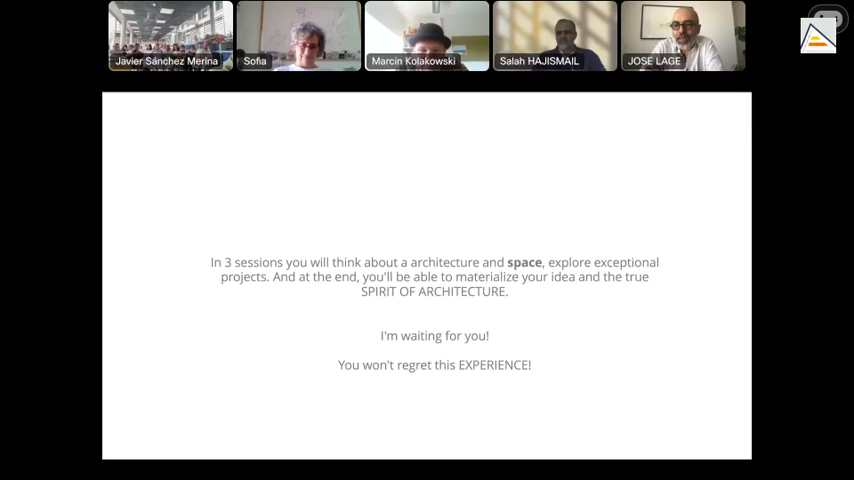 Javier Sánchez Merina
Sofia
Marcin Kolakowski
Salah HAJISMAIL
JOSE LAGE
In 3 sessions you will think about a architecture and space, explore exceptional
projects. And at the end, you'll be able to materialize your idea and the true
SPIRIT OF ARCHITECTURE.
I'm waiting for you!
You won't regret this EXPERIENCE!